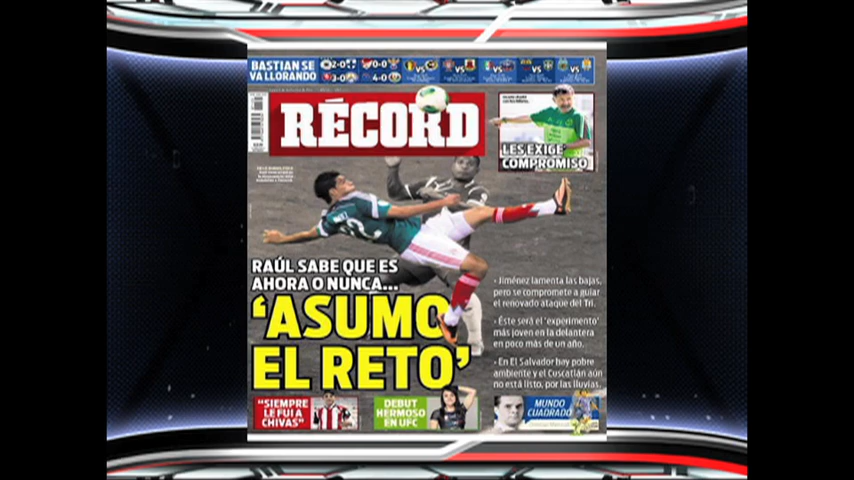 BASTIAN SE
VA LLORANDO
2-0
0-0
3-0
4-0
VS
VS
VS
VS
VS
RÉCORD
LES EXIGE
COMPROMISO
RAÚL SABE QUE ES
AHORA O NUNCA...
'ASUMO
EL RETO'
- Jiménez lamenta las bajas,
pero se compromete a guiar
el renovado ataque del Tri.
- Éste será el 'experimento'
más joven en la delantera
en poco más de un año.
- En El Salvador hay pobre
ambiente y el Cuscatlán aún
no está listo, por las lluvias.
"SIEMPRE
LE FUI A
CHIVAS"
DEBUT
HERMOSO
EN UFC
MUNDO
CUADRADO